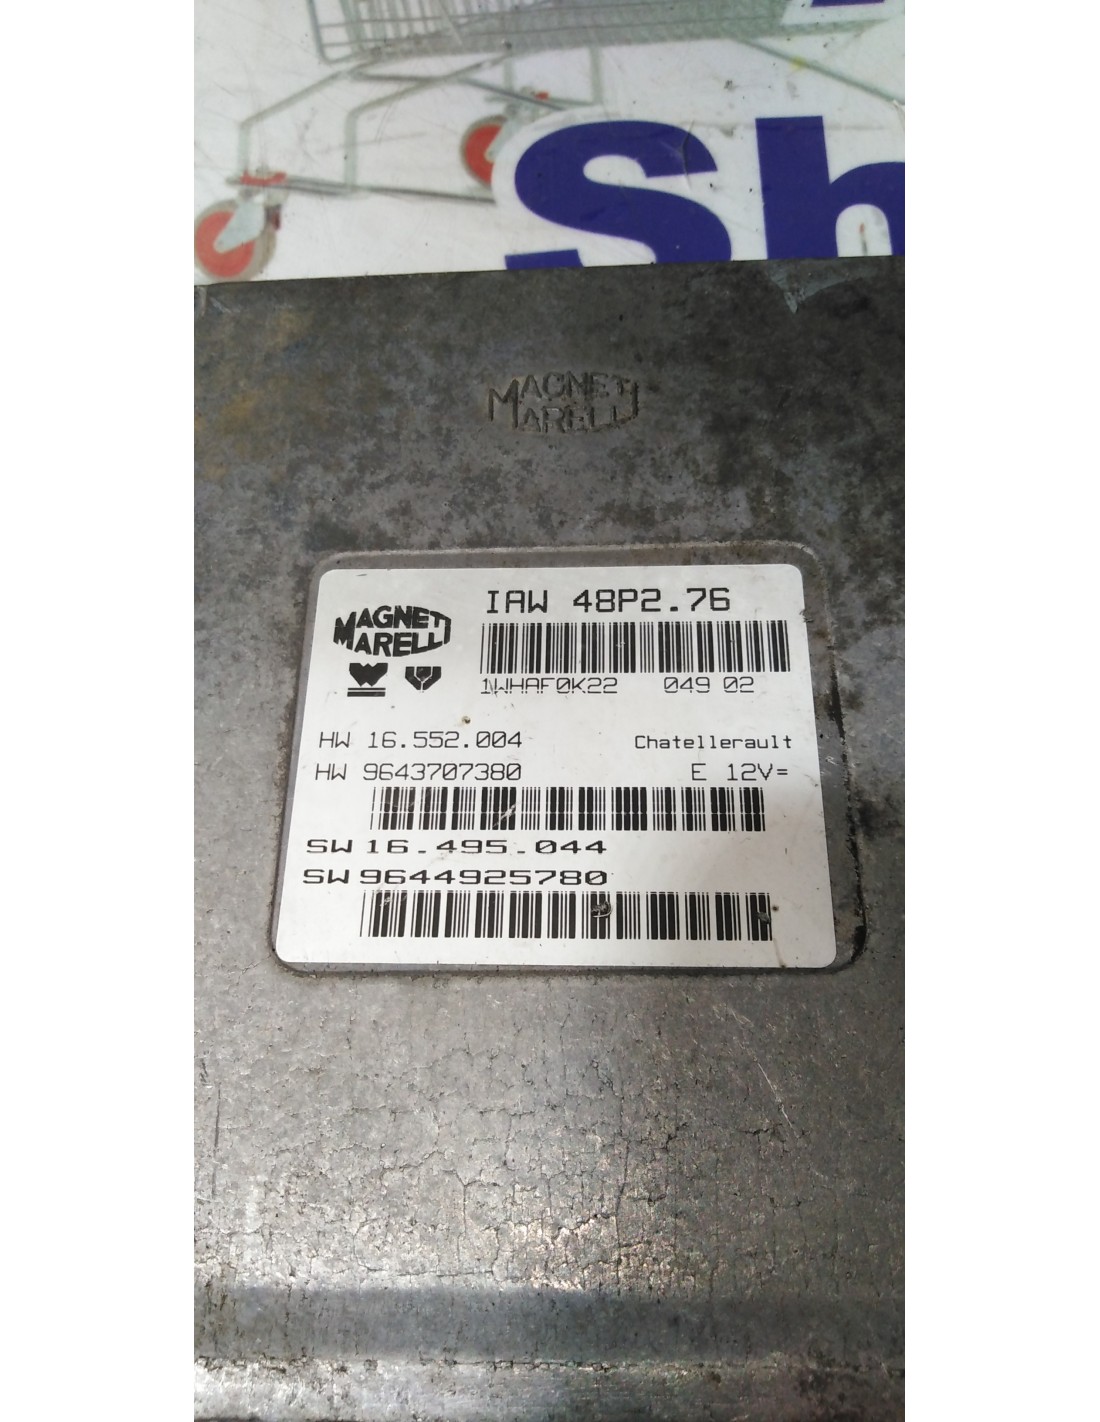 Sh
MAGNETI
MARELLI
IAW 48P2.76
MAGNETI
MARELLI
1WHAF0K22 049 02
HW 16.552.004 Chatellerault
HW 9643707380 E 12V=
SW 16.495.044
SW 9644925780